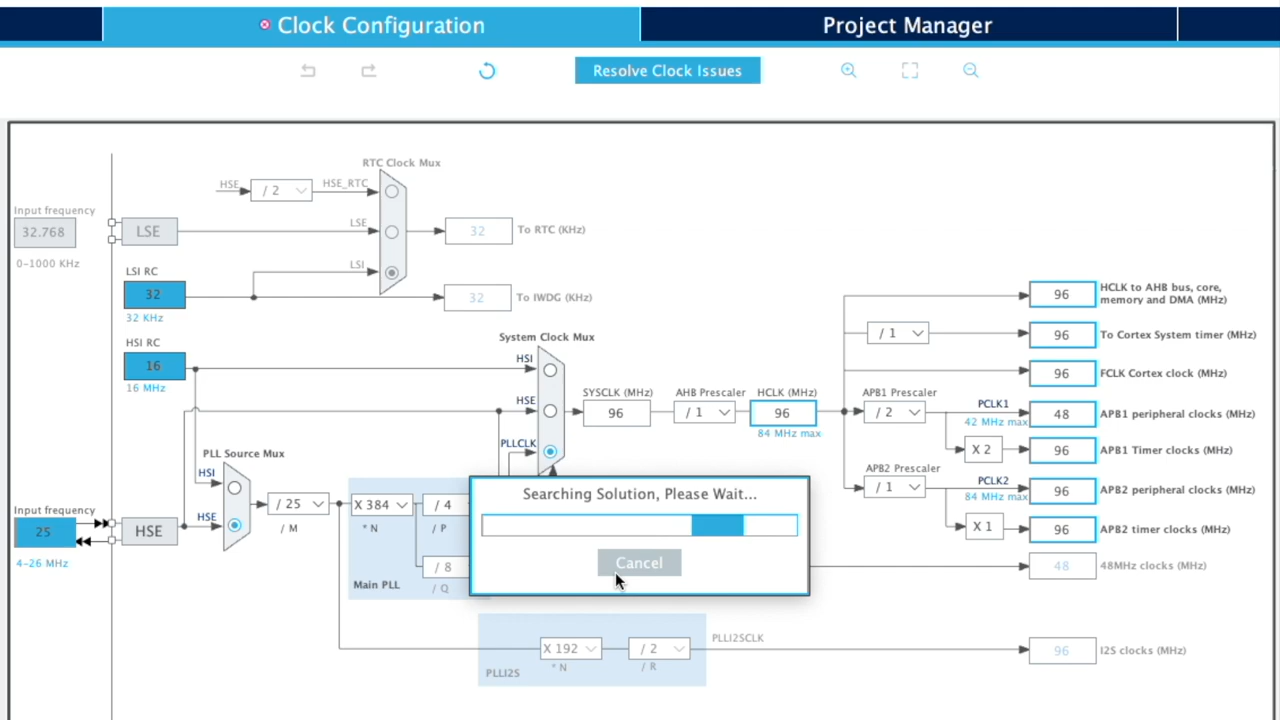 Clock Configuration
Project Manager
Resolve Clock Issues
RTC Clock Mux
HSE
/ 2
HSE_RTC
Input frequency
32.768
LSE
LSE
32
To RTC (KHz)
0-1000 KHz
LSI RC
LSI
32
32
To IWDG (KHz)
32 KHz
HSI RC
System Clock Mux
16
HSI
16 MHz
HSE
SYSCLK (MHz)
AHB Prescaler
HCLK (MHz)
96
/ 1
96
84 MHz max
PLLCLK
96
HCLK to AHB bus, core,
memory and DMA (MHz)
/ 1
96
To Cortex System timer (MHz)
96
FCLK Cortex clock (MHz)
APB1 Prescaler
/ 2
PCLK1
42 MHz max
48
APB1 peripheral clocks (MHz)
X 2
96
APB1 Timer clocks (MHz)
APB2 Prescaler
/ 1
PCLK2
84 MHz max
96
APB2 peripheral clocks (MHz)
X 1
96
APB2 timer clocks (MHz)
PLL Source Mux
HSI
Input frequency
25
HSE
HSE
4-26 MHz
/ 25
/ M
X 384
* N
/ 4
/ P
/ 8
/ Q
Main PLL
Searching Solution, Please Wait...
Cancel
48
48MHz clocks (MHz)
X 192
* N
/ 2
/ R
PLLI2S
PLLI2SCLK
96
I2S clocks (MHz)